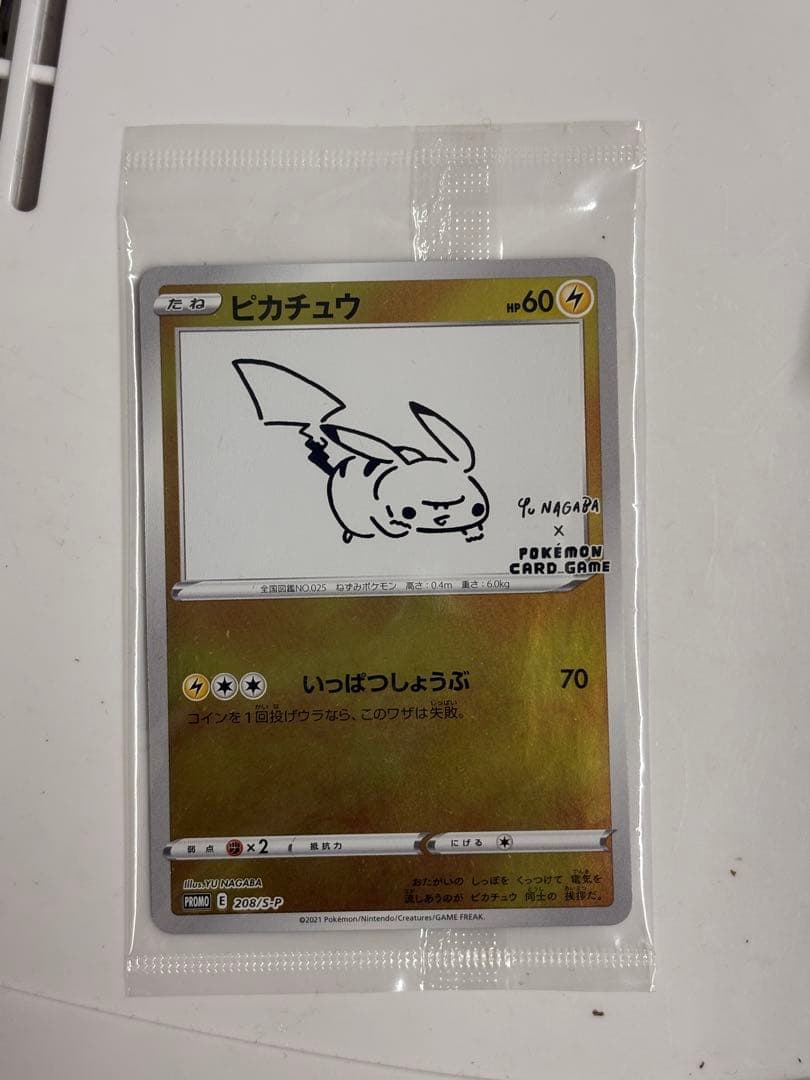 たね ピカチュウ HP60
Yu NAGABA
×
POKÉMON
CARD GAME
全国図鑑NO.025 ねずみポケモン 高さ:0.4m 重さ:6.0kg
いっぱつしょうぶ 70
コインを1回投げウラなら、このワザは失敗。
弱点 ×2 抵抗力 にげる
Illus.YU NAGABA
PROMO E 208/S-P
おたがいの しっぽを くっつけて 電気を
流しあうのが ピカチュウ 同士の 挨拶だ。
©2021 Pokémon/Nintendo/Creatures/GAME FREAK.